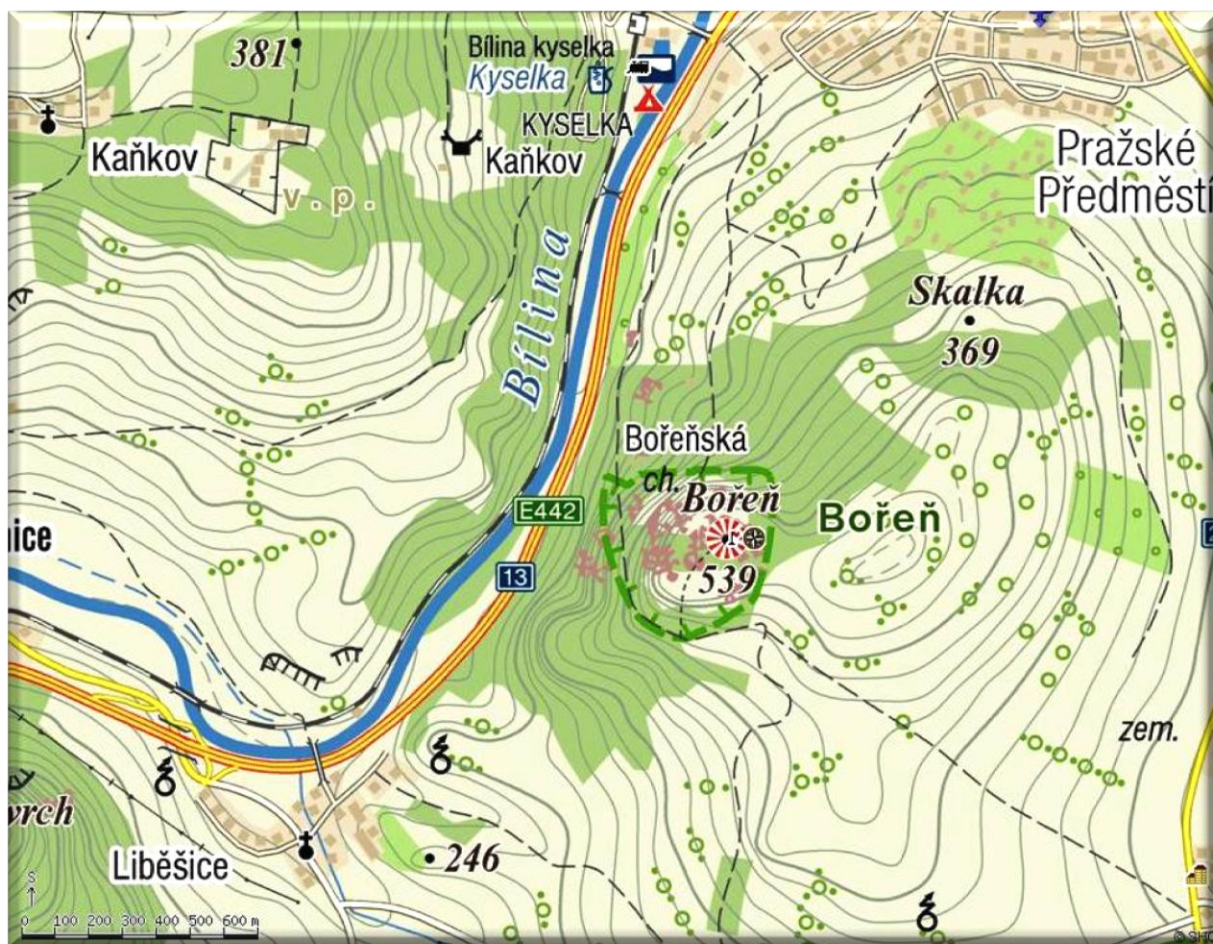 381
Bílina kyselka
Kyselka
KYSELKA
Kaňkov
Kaňkov
v. p.
Pražské
Předměstí
Bílina
Skalka
369
Bořeňská
ch.
Bořeň
Bořeň
E442
539
13
zem.
vrch
246
Liběšice
S
0 100 200 300 400 500 600 m